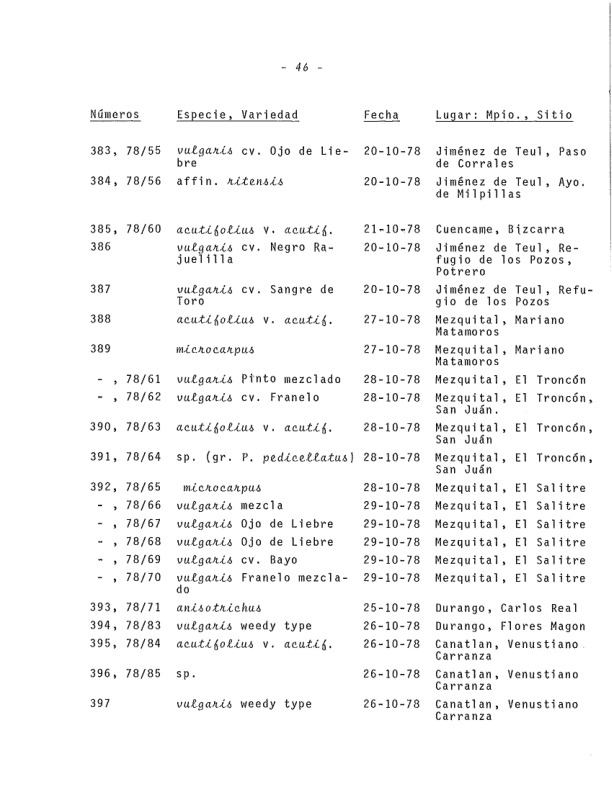 - 46 -
Números Especie, Variedad Fecha Lugar: Mpio., Sitio
383, 78/55 vulgaris cv. Ojo de Lie- 20-10-78 Jiménez de Teul, Paso
bre de Corrales
384, 78/56 affin. ritensis 20-10-78 Jiménez de Teul, Ayo.
de Milpillas
385, 78/60 acutifolius v. acutif. 21-10-78 Cuencame, Bizcarra
386 vulgaris cv. Negro Ra- 20-10-78 Jiménez de Teul, Re-
juelilla fugio de los Pozos,
Potrero
387 vulgaris cv. Sangre de 20-10-78 Jiménez de Teul, Refu-
Toro gio de los Pozos
388 acutifolius v. acutif. 27-10-78 Mezquital, Mariano
Matamoros
389 microcarpus 27-10-78 Mezquital, Mariano
Matamoros
- , 78/61 vulgaris Pinto mezclado 28-10-78 Mezquital, El Troncón
- , 78/62 vulgaris cv. Franelo 28-10-78 Mezquital, El Troncón,
San Juán.
390, 78/63 acutifolius v. acutif. 28-10-78 Mezquital, El Troncón,
San Juán
391, 78/64 sp. (gr. P. pedicellatus) 28-10-78 Mezquital, El Troncón,
San Juán
392, 78/65 microcarpus 28-10-78 Mezquital, El Salitre
- , 78/66 vulgaris mezcla 29-10-78 Mezquital, El Salitre
- , 78/67 vulgaris Ojo de Liebre 29-10-78 Mezquital, El Salitre
- , 78/68 vulgaris Ojo de Liebre 29-10-78 Mezquital, El Salitre
- , 78/69 vulgaris cv. Bayo 29-10-78 Mezquital, El Salitre
- , 78/70 vulgaris Franelo mezcla- 29-10-78 Mezquital, El Salitre
do
393, 78/71 anisotrichus 25-10-78 Durango, Carlos Real
394, 78/83 vulgaris weedy type 26-10-78 Durango, Flores Magon
395, 78/84 acutifolius v. acutif. 26-10-78 Canatlan, Venustiano
Carranza
396, 78/85 sp. 26-10-78 Canatlan, Venustiano
Carranza
397 vulgaris weedy type 26-10-78 Canatlan, Venustiano
Carranza